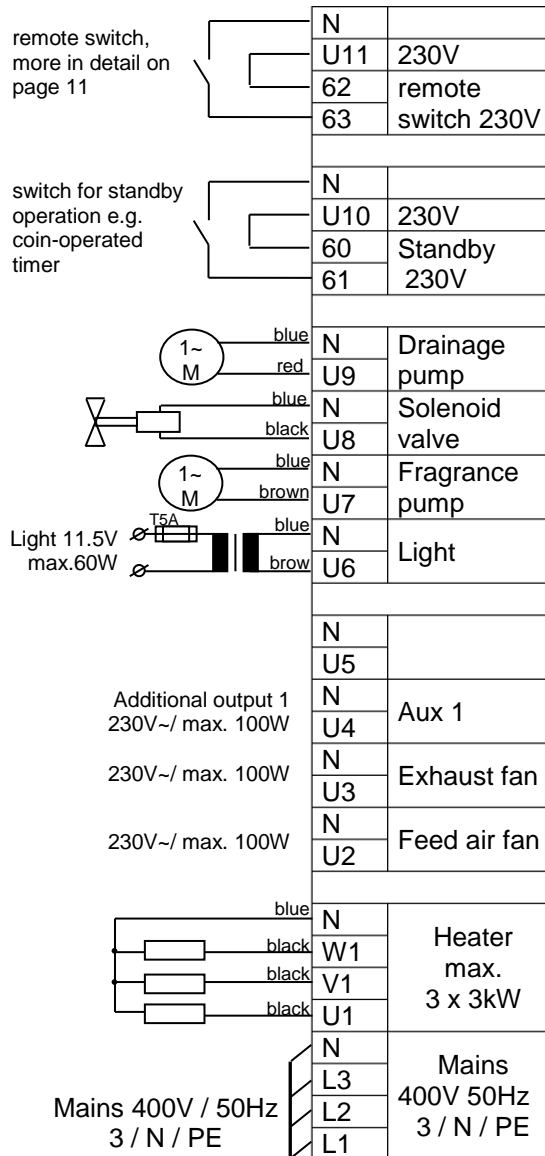 remote switch,
more in detail on
page 11
N
U11 230V
62 remote
63 switch 230V
switch for standby
operation e.g.
coin-operated
timer
N
U10 230V
60 Standby
61 230V
1~
M
blue N Drainage
red U9 pump
blue N Solenoid
black U8 valve
1~
M
blue N Fragrance
brown U7 pump
T5A
Light 11.5V
max.60W
blue N Light
brow U6
N
U5
Additional output 1
230V~/ max. 100W
N Aux 1
U4
230V~/ max. 100W
N Exhaust fan
U3
230V~/ max. 100W
N Feed air fan
U2
blue N
black W1
black V1
black U1
Heater
max.
3 x 3kW
Mains 400V / 50Hz
3 / N / PE
N
L3
L2
L1
Mains
400V 50Hz
3 / N / PE